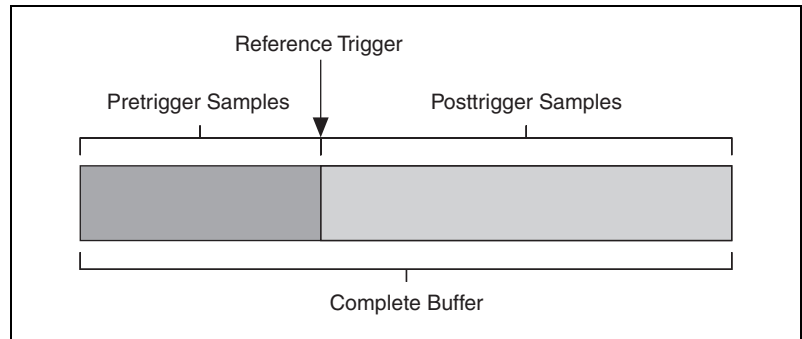 Reference Trigger
Pretrigger Samples
Posttrigger Samples
Complete Buffer